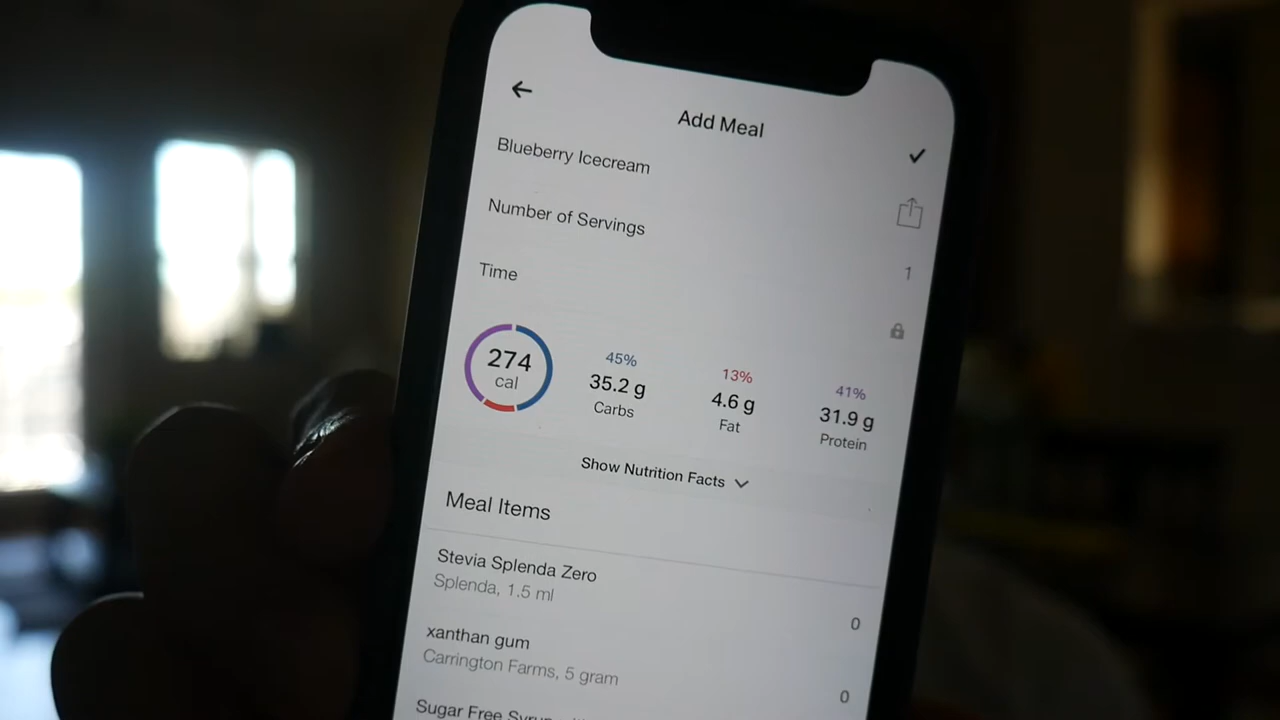 Add Meal
Blueberry Icecream
Number of Servings
1
Time
274
cal
45%
35.2 g
Carbs
13%
4.6 g
Fat
41%
31.9 g
Protein
Show Nutrition Facts
Meal Items
Stevia Splenda Zero
Splenda, 1.5 ml
0
xanthan gum
Carrington Farms, 5 gram
0
Sugar Free